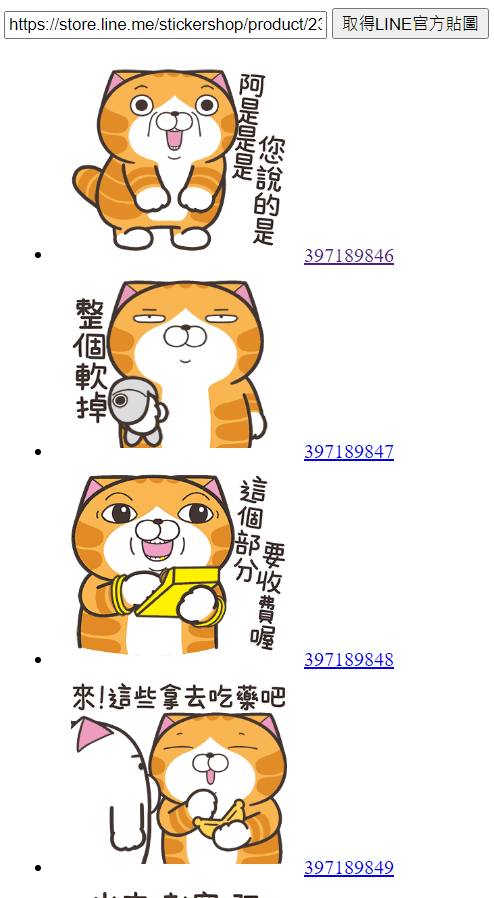 https://store.line.me/stickershop/product/23
取得LINE官方貼圖
阿是是是是
您說的是
397189846
整個軟掉
397189847
這個部分
要收費喔
397189848
來!這些拿去吃藥吧
397189849